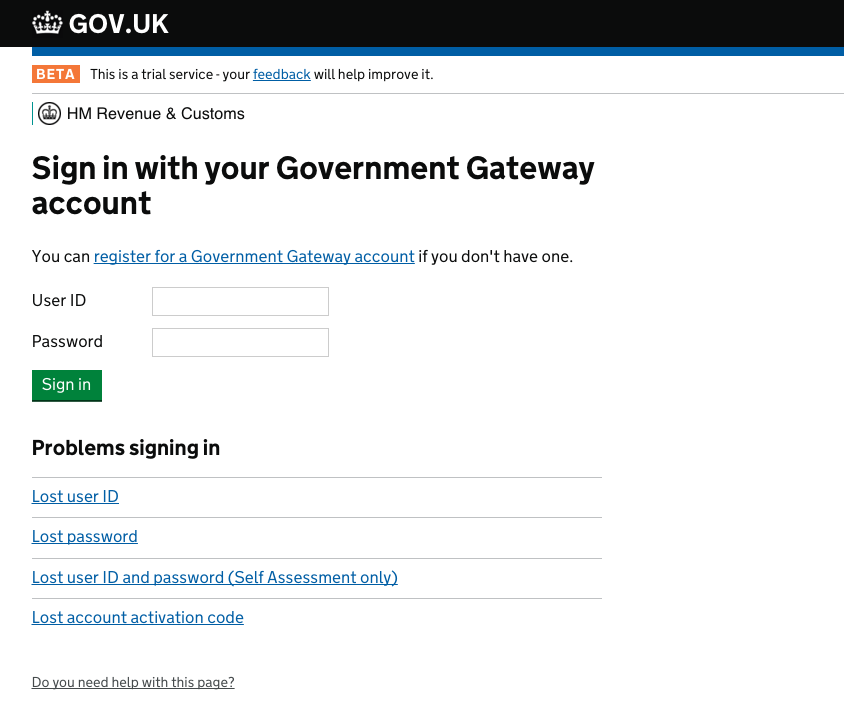 GOV.UK
BETA This is a trial service - your feedback will help improve it.
HM Revenue & Customs
Sign in with your Government Gateway
account
You can register for a Government Gateway account if you don't have one.
User ID
Password
Sign in
Problems signing in
Lost user ID
Lost password
Lost user ID and password (Self Assessment only)
Lost account activation code
Do you need help with this page?